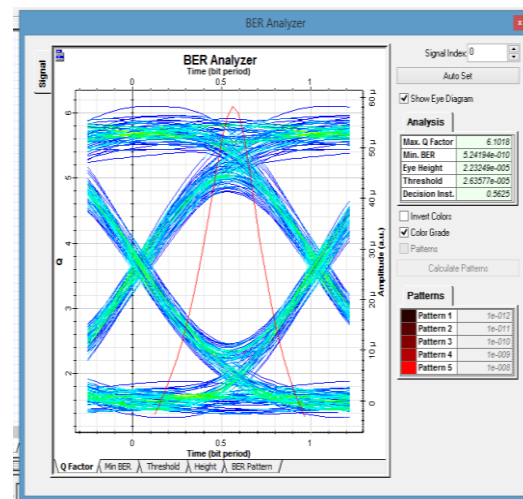 BER Analyzer
x
Signal
BER Analyzer
Time (bit period)
0 0.5 1
Q
6
5
4
3
2
Amplitude (a.u.)
60 µ
50 µ
40 µ
30 µ
20 µ
10 µ
0
0 0.5 1
Time (bit period)
Q Factor Min BER Threshold Height BER Pattern
Signal Index: 0
Auto Set
Show Eye Diagram
Analysis
Max. Q Factor 6.1018
Min. BER 5.24194e-010
Eye Height 2.23249e-005
Threshold 2.63577e-005
Decision Inst. 0.5625
Invert Colors
Color Grade
Patterns
Calculate Patterns
Patterns
Pattern 1 1e-012
Pattern 2 1e-011
Pattern 3 1e-010
Pattern 4 1e-009
Pattern 5 1e-008